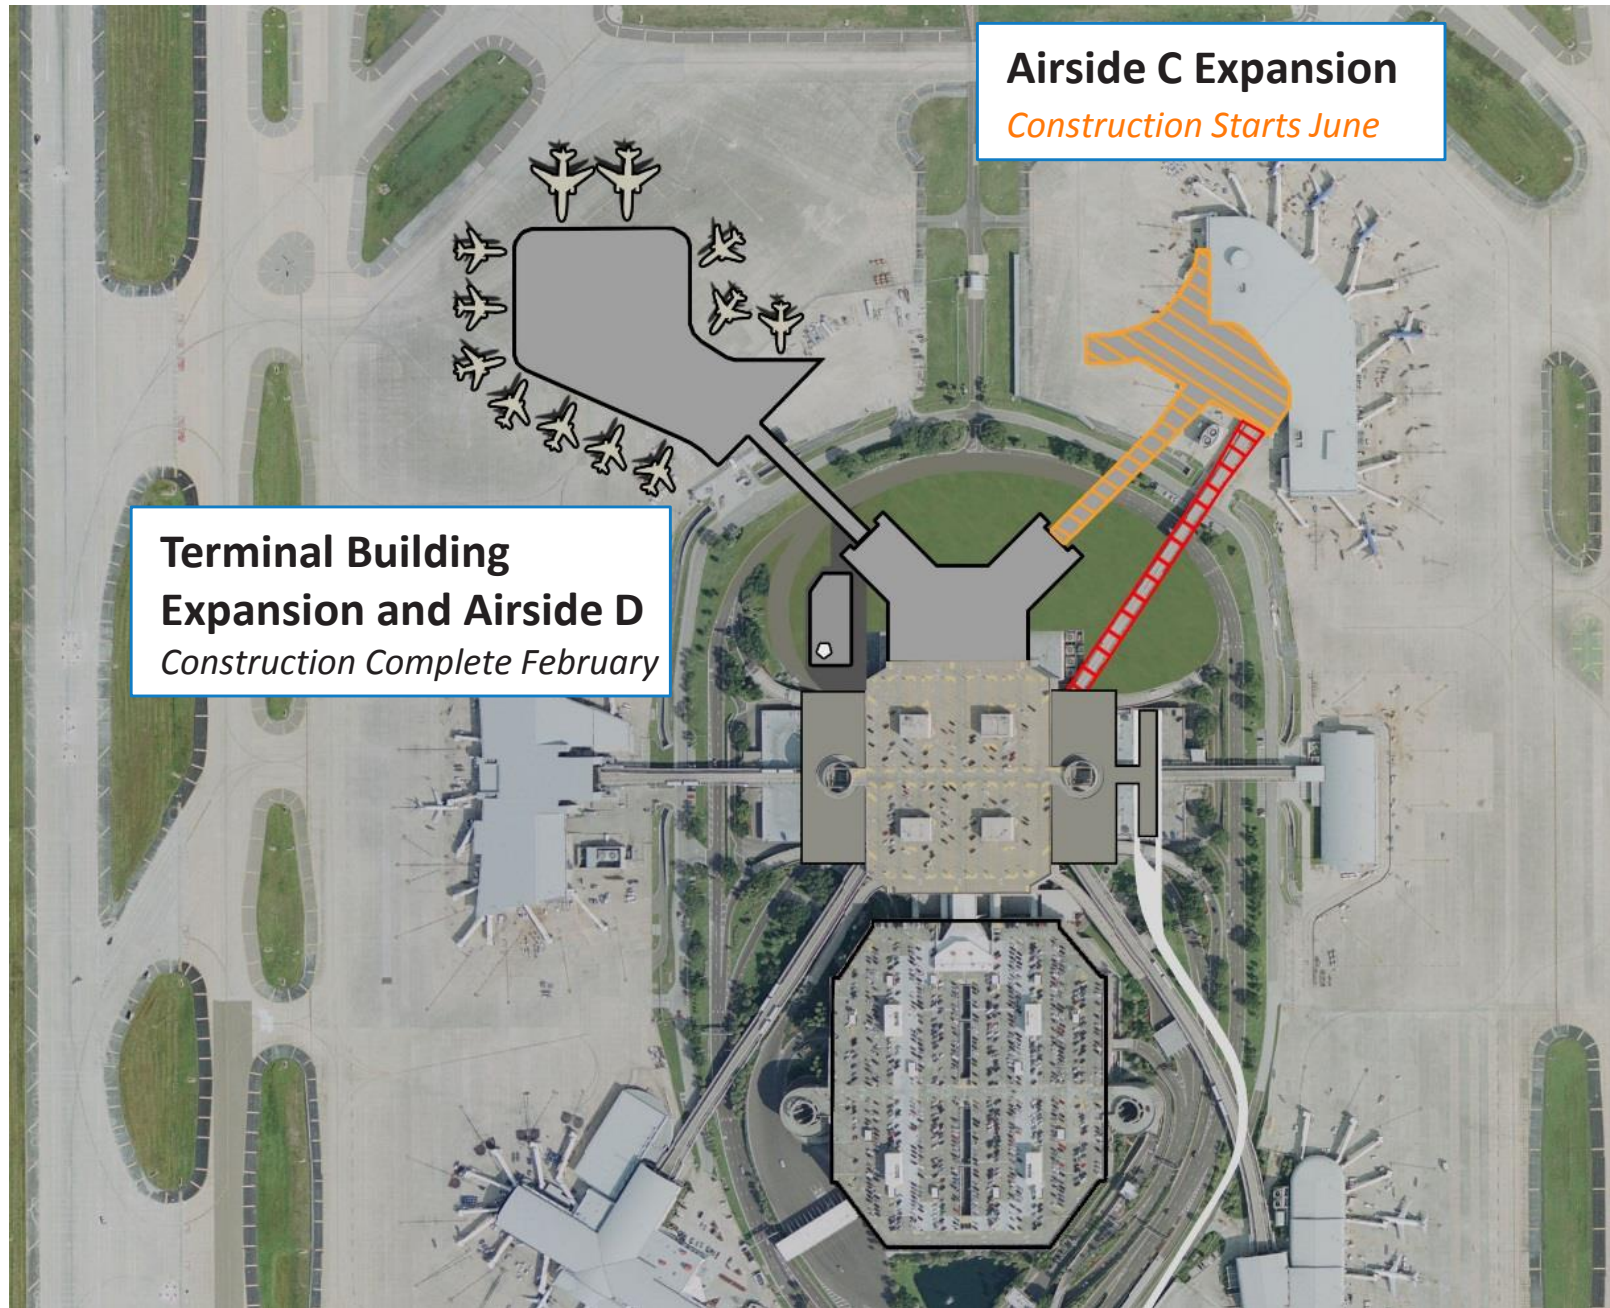 Airside C Expansion
Construction Starts June
Terminal Building
Expansion and Airside D
Construction Complete February